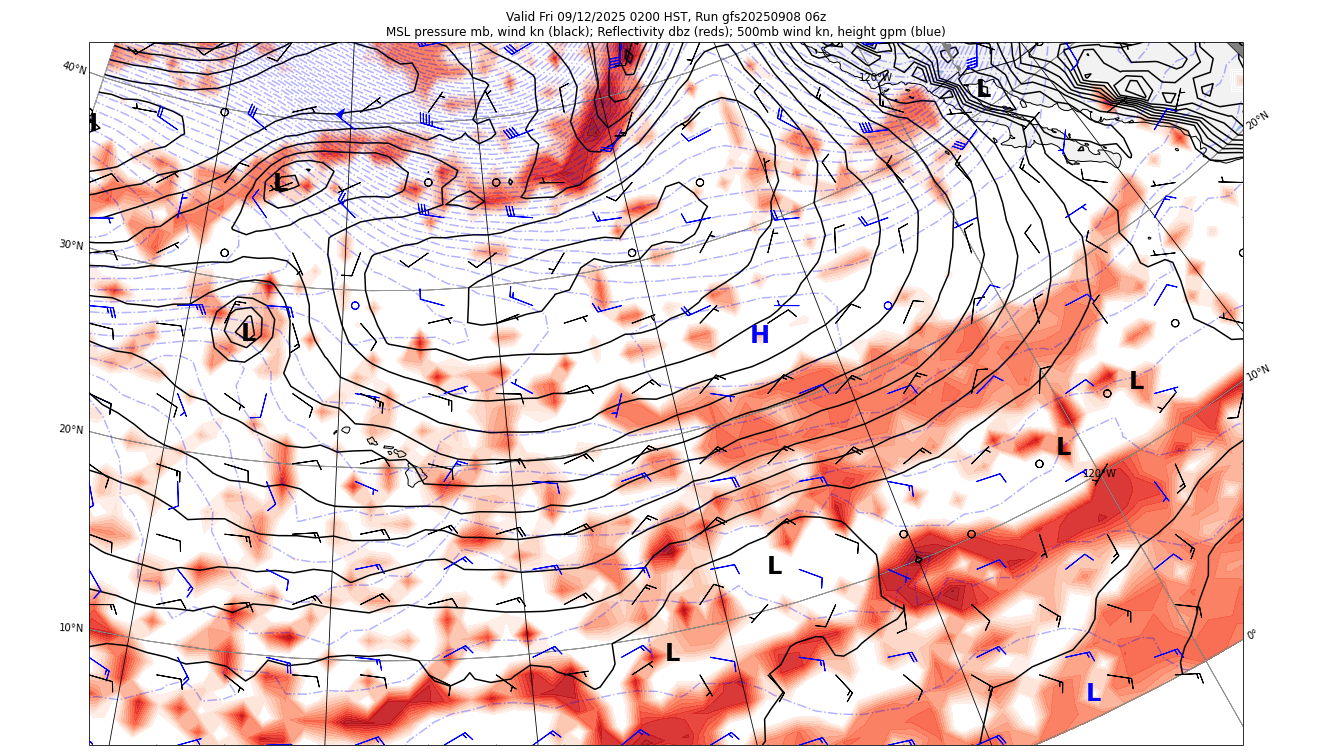 Valid Fri 09/12/2025 0200 HST, Run gfs20250908 06z
MSL pressure mb, wind kn (black); Reflectivity dbz (reds); 500mb wind kn, height gpm (blue)
40°N
120°W
L
20°N
H
L
30°N
L
H
10°N
L
20°N
L
120°W
L
10°N
0°
L
L